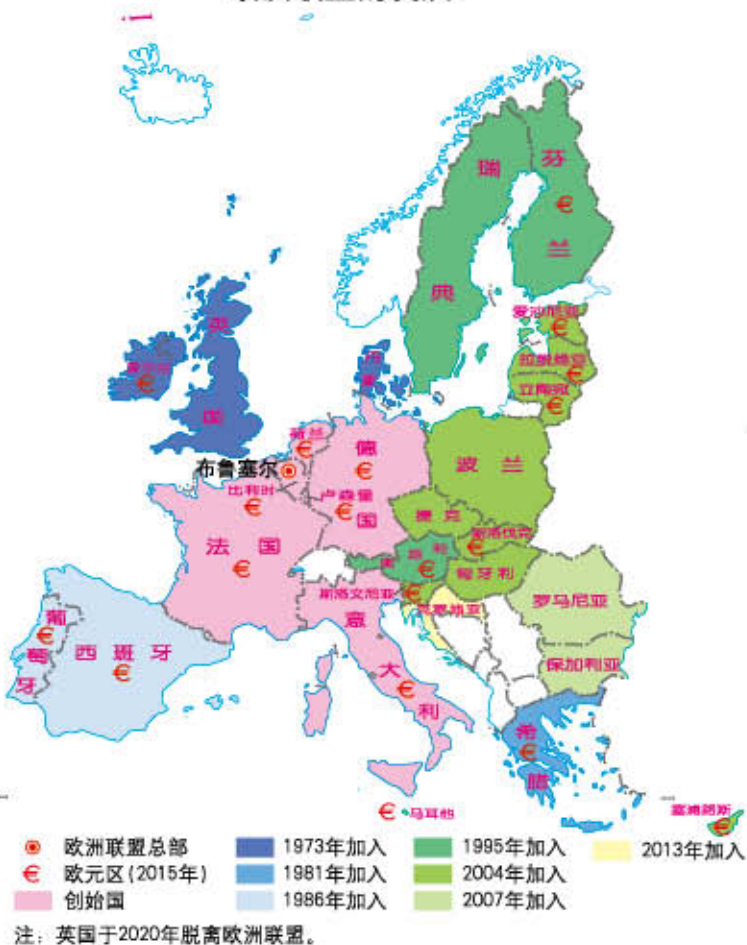 瑞典
芬兰
爱沙尼亚
拉脱维亚
立陶宛
爱尔兰
英国
丹麦
荷兰
德国
布鲁塞尔
比利时
卢森堡
波兰
捷克
斯洛伐克
法国
奥地利
匈牙利
斯洛文尼亚
克罗地亚
罗马尼亚
意大利
保加利亚
葡萄牙
西班牙
希腊
马耳他
塞浦路斯
欧洲联盟总部
€ 欧元区(2015年)
创始国
1973年加入
1981年加入
1986年加入
1995年加入
2004年加入
2007年加入
2013年加入
注：英国于2020年脱离欧洲联盟。